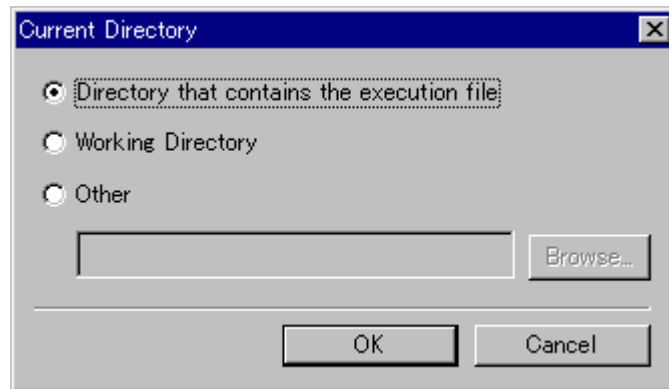 Current Directory
Directory that contains the execution file
Working Directory
Other
Browse...
OK
Cancel